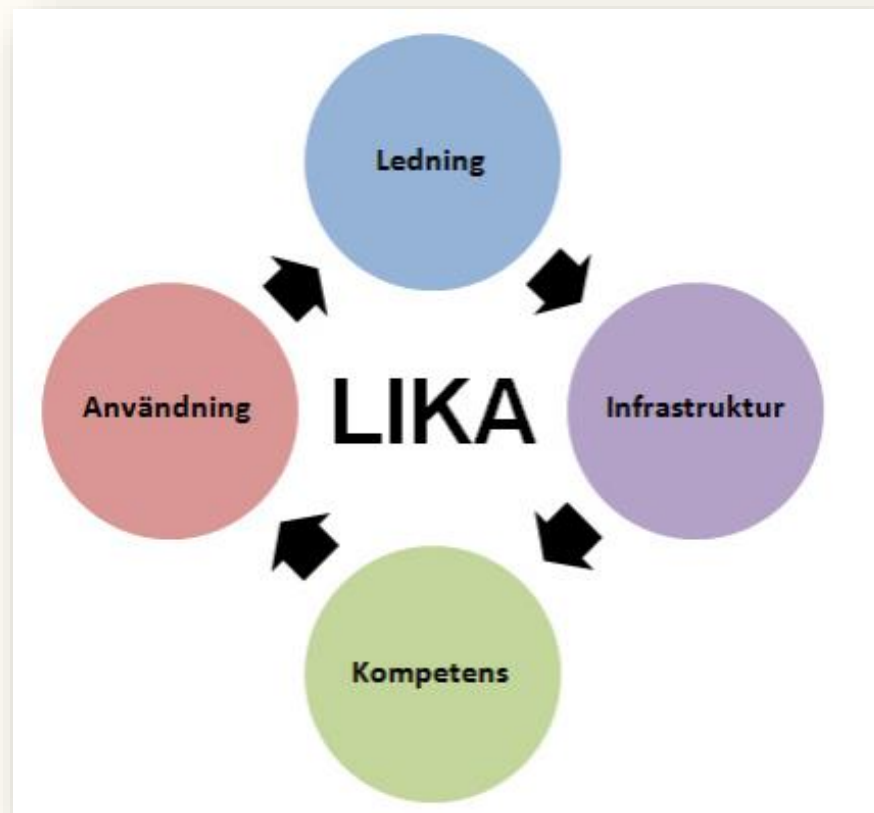 Ledning
Användning
LIKA
Infrastruktur
Kompetens